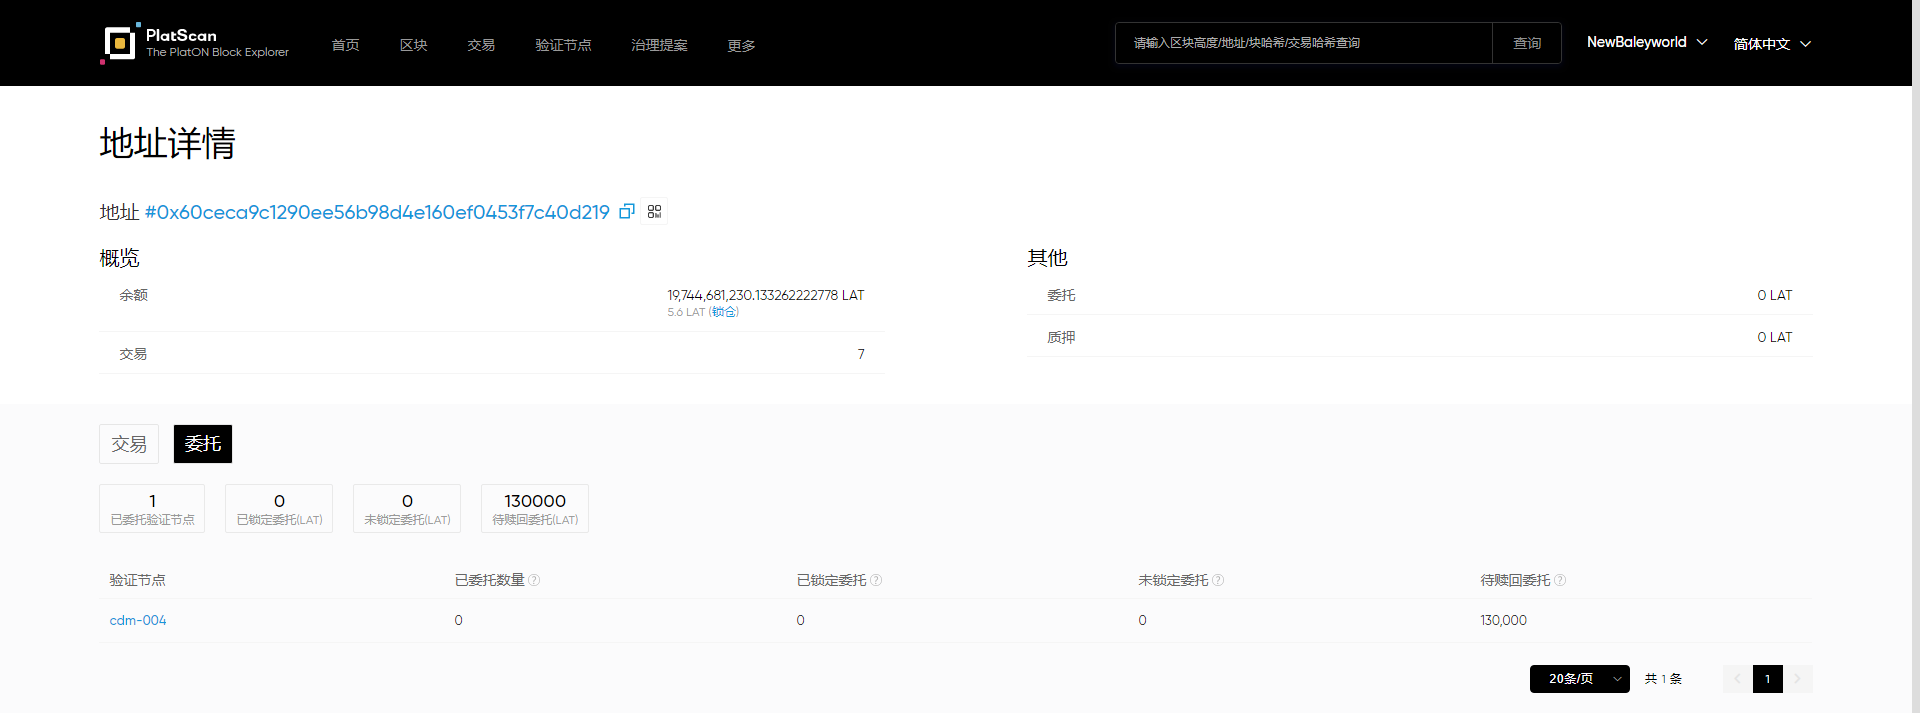 PlatScan
The PlatON Block Explorer
首页
区块
交易
验证节点
治理提案
更多
请输入区块高度/地址/块哈希/交易哈希查询
查询
NewBaleyworld
简体中文
地址详情
地址 #0x60ceca9c1290ee56b98d4e160ef0453f7c40d219
概览
余额
19,744,681,230.133262222778 LAT
5.6 LAT (锁仓)
交易
7
其他
委托
0 LAT
质押
0 LAT
交易
委托
1
已委托验证节点
0
已锁定委托(LAT)
0
未锁定委托(LAT)
130000
待赎回委托(LAT)
验证节点
已委托数量
已锁定委托
未锁定委托
待赎回委托
cdm-004
0
0
0
130,000
20条/页
共 1 条
1